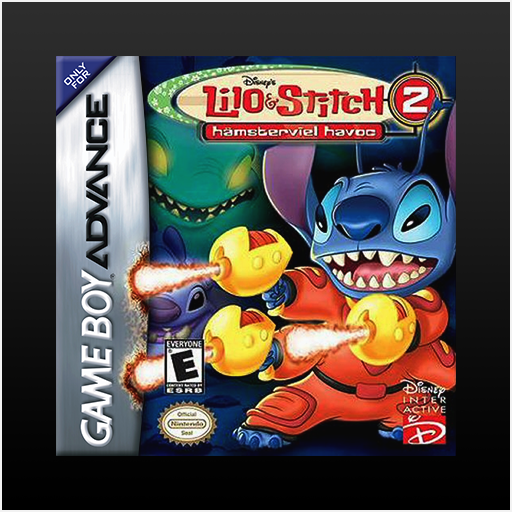 ONLY
FOR
GAME BOY ADVANCE
Disney's
Lilo & Stitch 2
hämsterviel havoc
EVERYONE
E
CONTENT RATED BY
ESRB
Official
Nintendo
Seal
Disney
INTER
ACTIVE
D